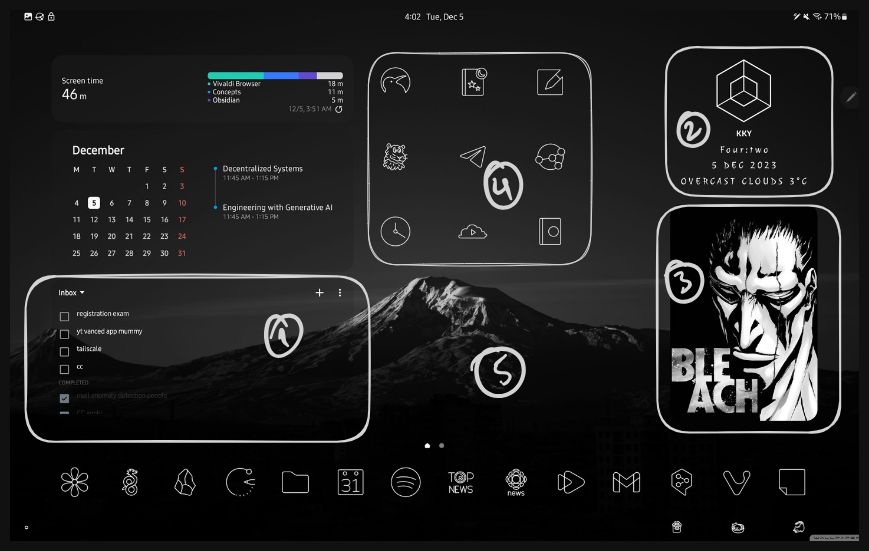 4:02 Tue, Dec 5
71%
Screen time
46 m
Vivaldi Browser 18 m
Concepts 11 m
Obsidian 5 m
12/5, 3:51 AM
December
M T W T F S S
1 2 3
4 5 6 7 8 9 10
11 12 13 14 15 16 17
18 19 20 21 22 23 24
25 26 27 28 29 30 31
Decentralized Systems
11:45 AM - 1:15 PM
Engineering with Generative AI
11:45 AM - 1:15 PM
4
2
KKY
Four:two
5 DEC 2023
OVERCAST CLOUDS 3°C
Inbox
registration exam
yt vanced app mummy
tailscale
cc
COMPLETED
1
3
BLE
ACH
5
31
TOP
NEWS
news